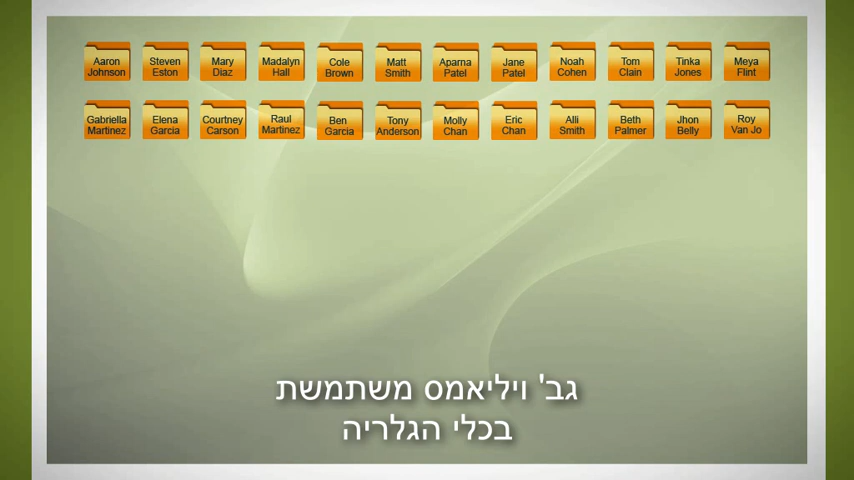 Aaron Johnson
Steven Eston
Mary Diaz
Madalyn Hall
Cole Brown
Matt Smith
Aparna Patel
Jane Patel
Noah Cohen
Tom Clain
Tinka Jones
Meya Flint
Gabriella Martinez
Elena Garcia
Courtney Carson
Raul Martinez
Ben Garcia
Tony Anderson
Molly Chan
Eric Chan
Alli Smith
Beth Palmer
Jhon Belly
Roy Van Jo
גב' ויליאמס משתמשת
בכלי הגלריה